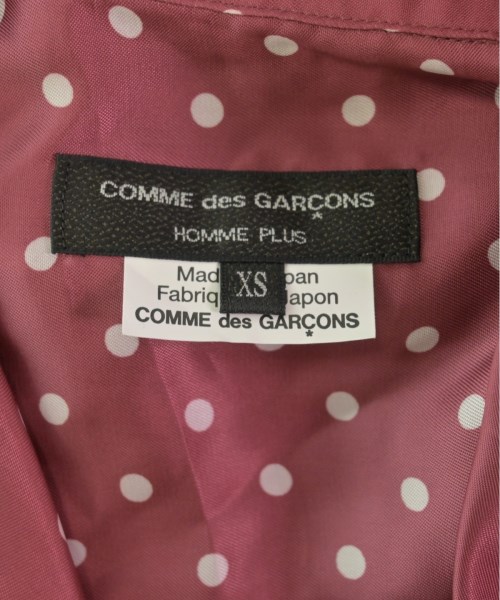 COMME des GARÇONS
HOMME PLUS
XS
Mad pan
Fabriq Japon
COMME des GARÇONS